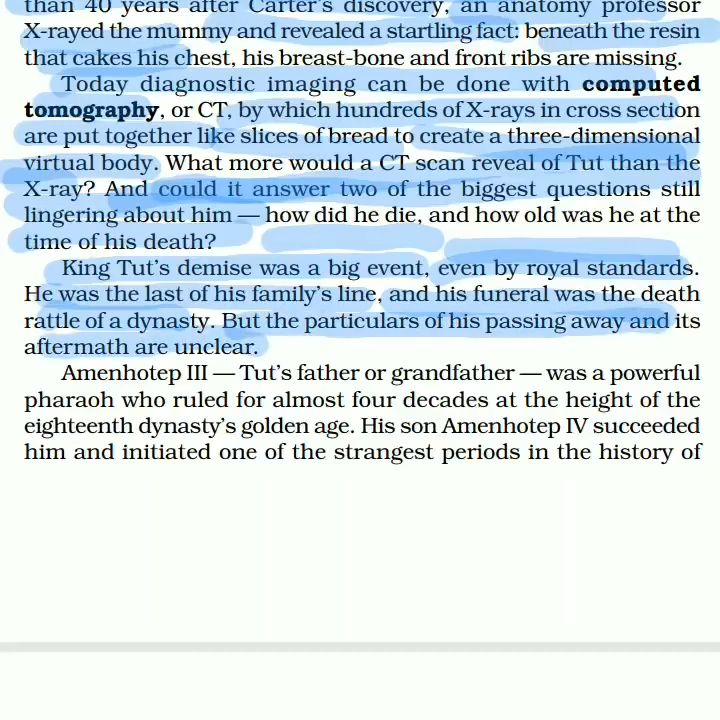 than 40 years after Carter's discovery, an anatomy professor
X-rayed the mummy and revealed a startling fact: beneath the resin
that cakes his chest, his breast-bone and front ribs are missing.
Today diagnostic imaging can be done with computed
tomography, or CT, by which hundreds of X-rays in cross section
are put together like slices of bread to create a three-dimensional
virtual body. What more would a CT scan reveal of Tut than the
X-ray? And could it answer two of the biggest questions still
lingering about him — how did he die, and how old was he at the
time of his death?
King Tut's demise was a big event, even by royal standards.
He was the last of his family's line, and his funeral was the death
rattle of a dynasty. But the particulars of his passing away and its
aftermath are unclear.
Amenhotep III — Tut's father or grandfather — was a powerful
pharaoh who ruled for almost four decades at the height of the
eighteenth dynasty's golden age. His son Amenhotep IV succeeded
him and initiated one of the strangest periods in the history of